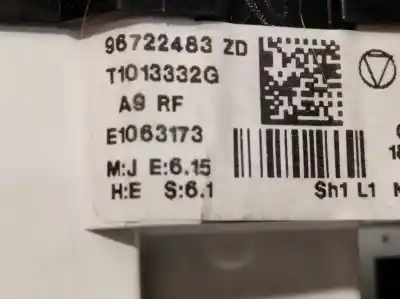 96722483 ZD
T1013332G
A9 RF
E1063173
M:J E:6.15
H:E S:6.1
Sh1 L1